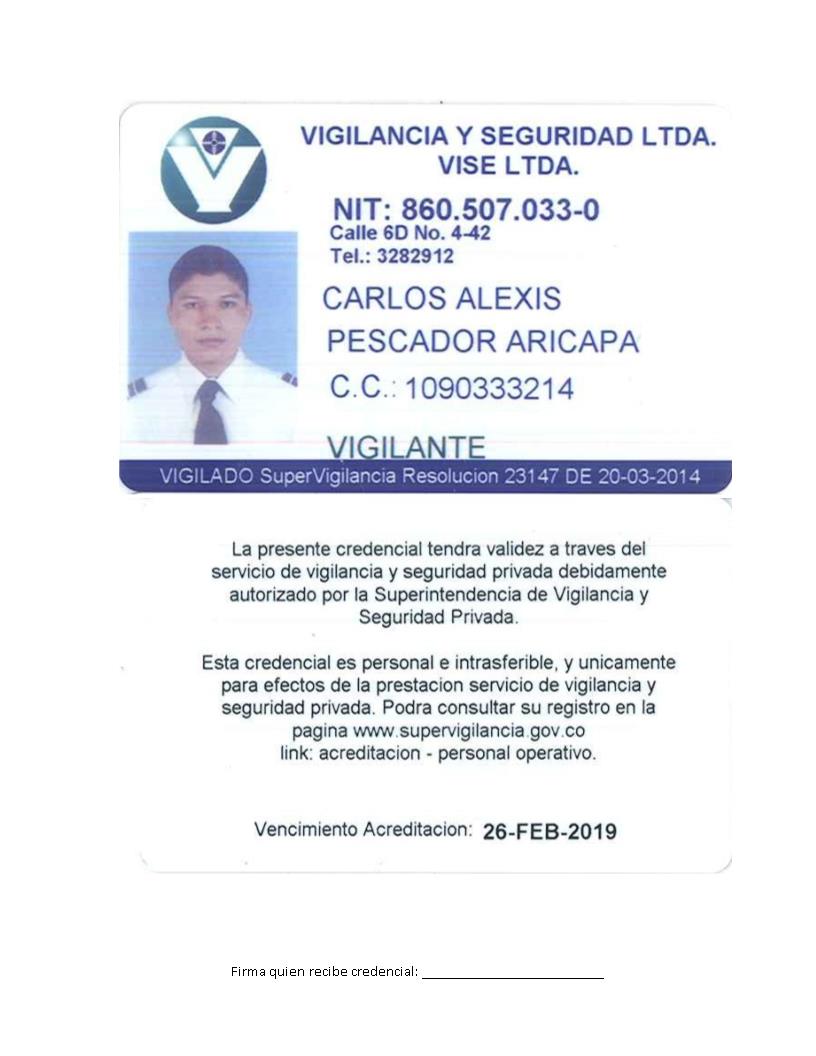 VIGILANCIA Y SEGURIDAD LTDA.
VISE LTDA.
NIT: 860.507.033-0
Calle 6D No. 4-42
Tel.: 3282912
CARLOS ALEXIS
PESCADOR ARICAPA
C.C.: 1090333214
VIGILANTE
VIGILADO SuperVigilancia Resolucion 23147 DE 20-03-2014
La presente credencial tendra validez a traves del
servicio de vigilancia y seguridad privada debidamente
autorizado por la Superintendencia de Vigilancia y
Seguridad Privada.
Esta credencial es personal e intrasferible, y unicamente
para efectos de la prestacion servicio de vigilancia y
seguridad privada. Podra consultar su registro en la
pagina www.supervigilancia.gov.co
link: acreditacion - personal operativo.
Vencimiento Acreditacion: 26-FEB-2019
Firma quien recibe credencial: ________________________